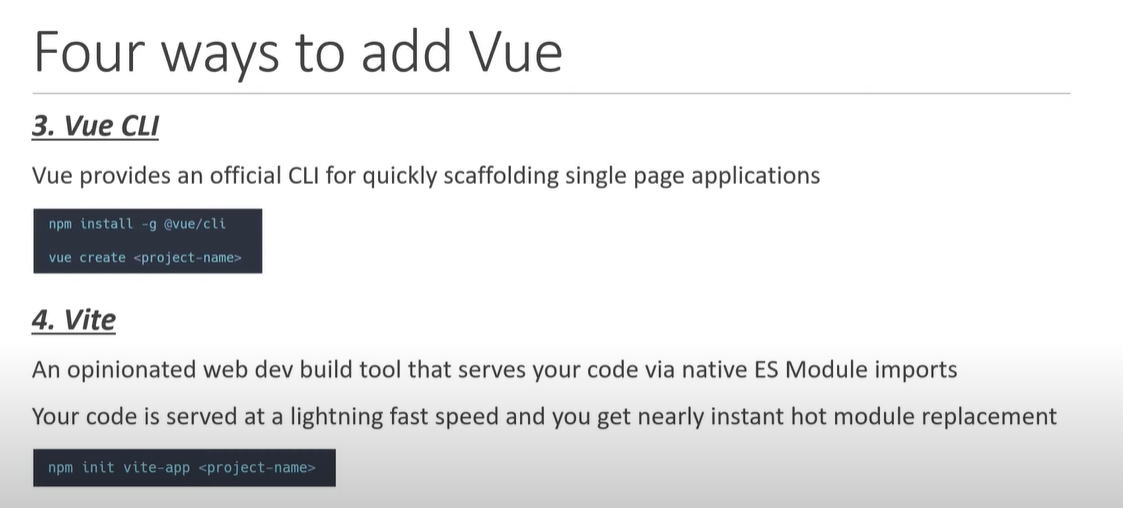 Four ways to add Vue
3. Vue CLI
Vue provides an official CLI for quickly scaffolding single page applications
npm install -g @vue/cli
vue create <project-name>
4. Vite
An opinionated web dev build tool that serves your code via native ES Module imports
Your code is served at a lightning fast speed and you get nearly instant hot module replacement
npm init vite-app <project-name>